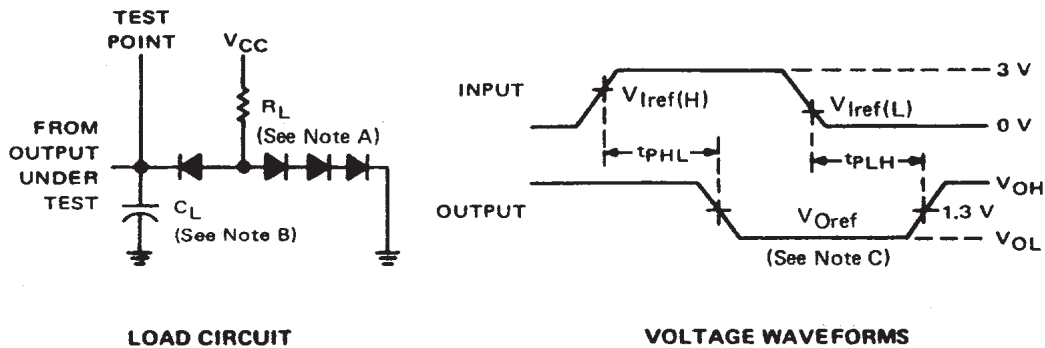 TEST
POINT
VCC
RL
(See Note A)
FROM
OUTPUT
UNDER
TEST
CL
(See Note B)
LOAD CIRCUIT
INPUT
VIref(H)
VIref(L)
3 V
0 V
tPHL
tPLH
OUTPUT
VOref
(See Note C)
VOH
1.3 V
VOL
VOLTAGE WAVEFORMS